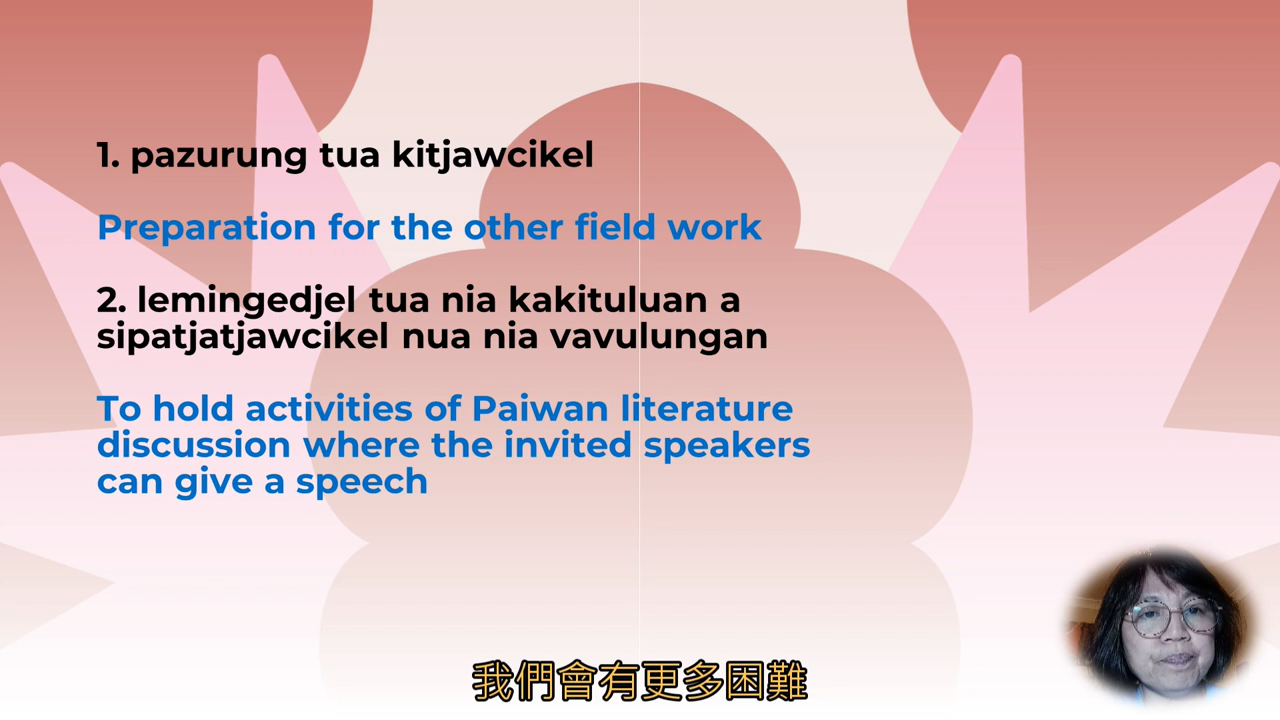 1. pazurung tua kitjawcikel
Preparation for the other field work
2. lemingedjel tua nia kakituluan a
sipatjatjawcikel nua nia vavulungan
To hold activities of Paiwan literature
discussion where the invited speakers
can give a speech
我們會有更多困難